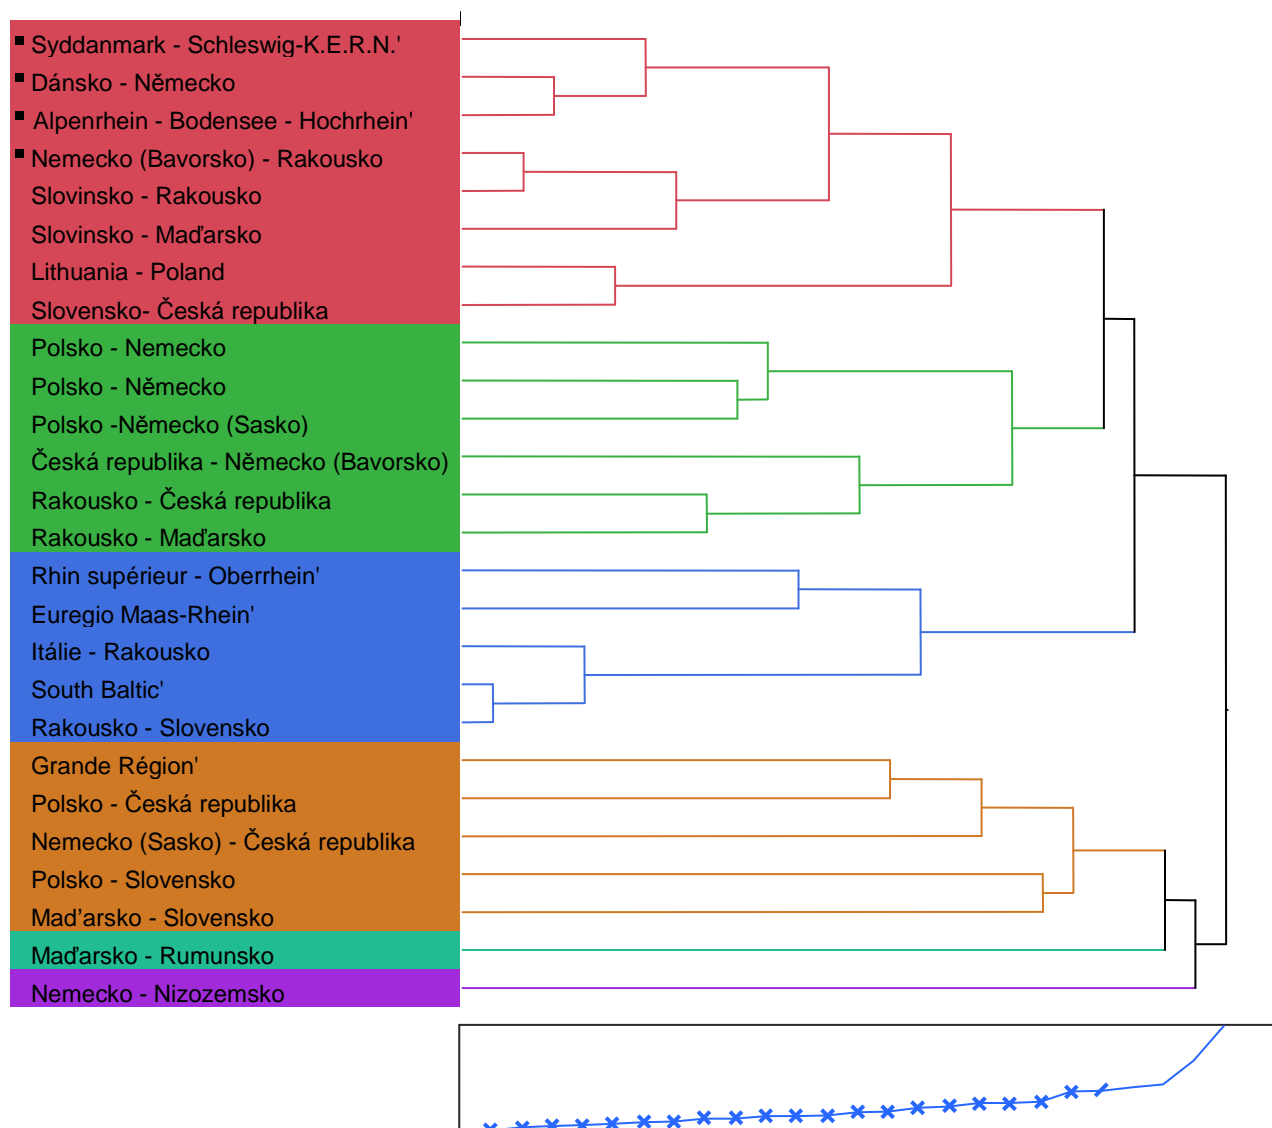 Syddanmark - Schleswig-K.E.R.N.'
Dánsko - Německo
Alpenrhein - Bodensee - Hochrhein'
Nemecko (Bavorsko) - Rakousko
Slovinsko - Rakousko
Slovinsko - Maďarsko
Lithuania - Poland
Slovensko- Česká republika
Polsko - Nemecko
Polsko - Německo
Polsko -Německo (Sasko)
Česká republika - Německo (Bavorsko)
Rakousko - Česká republika
Rakousko - Maďarsko
Rhin supérieur - Oberrhein'
Euregio Maas-Rhein'
Itálie - Rakousko
South Baltic'
Rakousko - Slovensko
Grande Région'
Polsko - Česká republika
Nemecko (Sasko) - Česká republika
Polsko - Slovensko
Mad’arsko - Slovensko
Maďarsko - Rumunsko
Nemecko - Nizozemsko